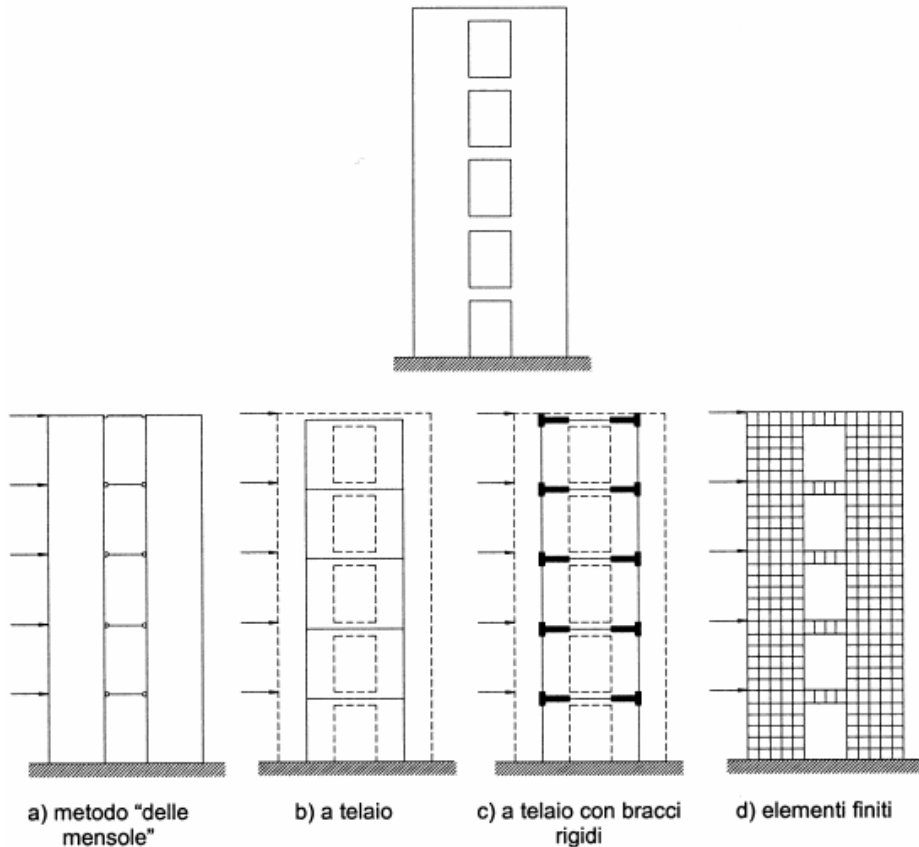 a) metodo "delle
mensole"
b) a telaio
c) a telaio con bracci
rigidi
d) elementi finiti